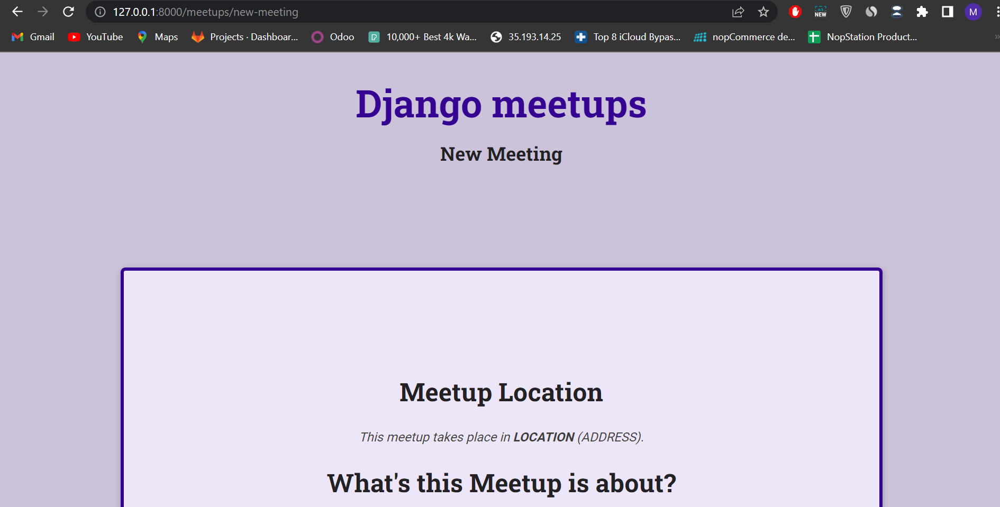 127.0.0.1:8000/meetups/new-meeting
NEW
M
Gmail YouTube Maps Projects · Dashboar... Odoo 10,000+ Best 4k Wa... 35.193.14.25 Top 8 iCloud Bypas... nopCommerce de... NopStation Product... »
Django meetups
New Meeting
Meetup Location
This meetup takes place in LOCATION (ADDRESS).
What's this Meetup is about?